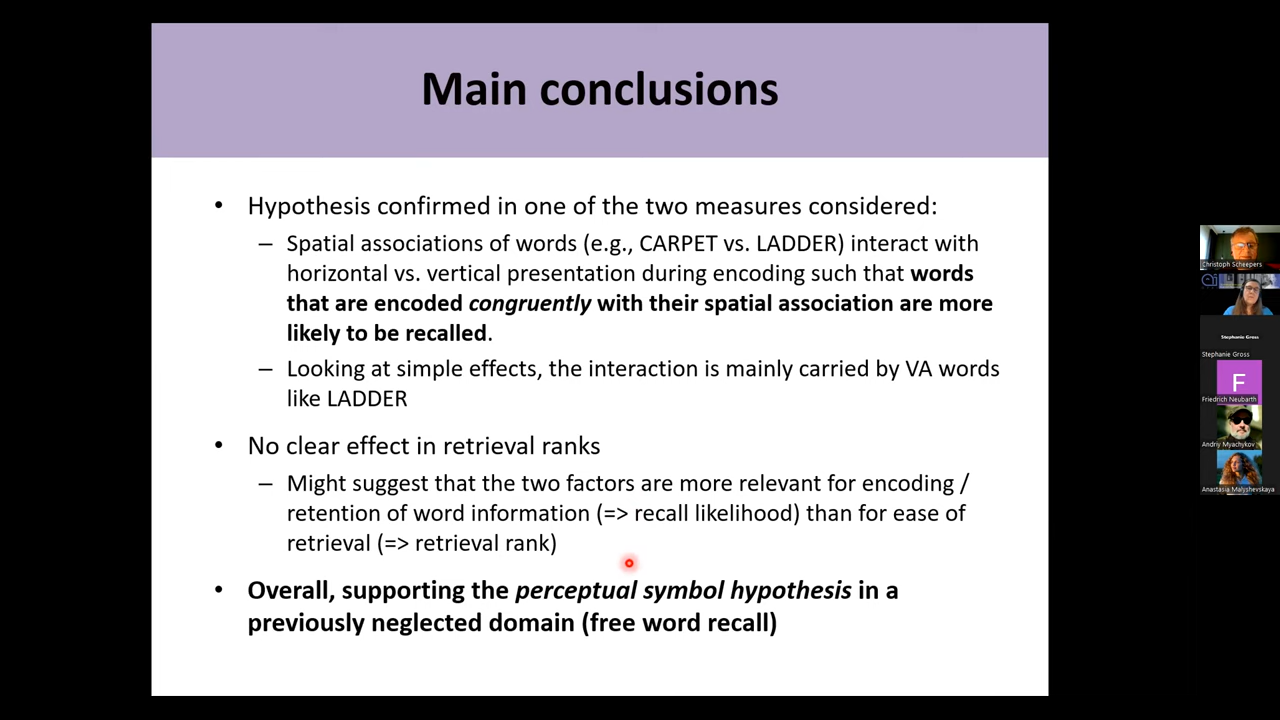 Main conclusions
• Hypothesis confirmed in one of the two measures considered:
– Spatial associations of words (e.g., CARPET vs. LADDER) interact with
horizontal vs. vertical presentation during encoding such that words
that are encoded congruently with their spatial association are more
likely to be recalled.
– Looking at simple effects, the interaction is mainly carried by VA words
like LADDER
• No clear effect in retrieval ranks
– Might suggest that the two factors are more relevant for encoding /
retention of word information (=> recall likelihood) than for ease of
retrieval (=> retrieval rank)
• Overall, supporting the perceptual symbol hypothesis in a
previously neglected domain (free word recall)
Christoph Scheepers
Stephanie Gross
Stephanie Gross
F
Friedrich Neubarth
Andriy Myachykov
Anastasia Malyshevskaya